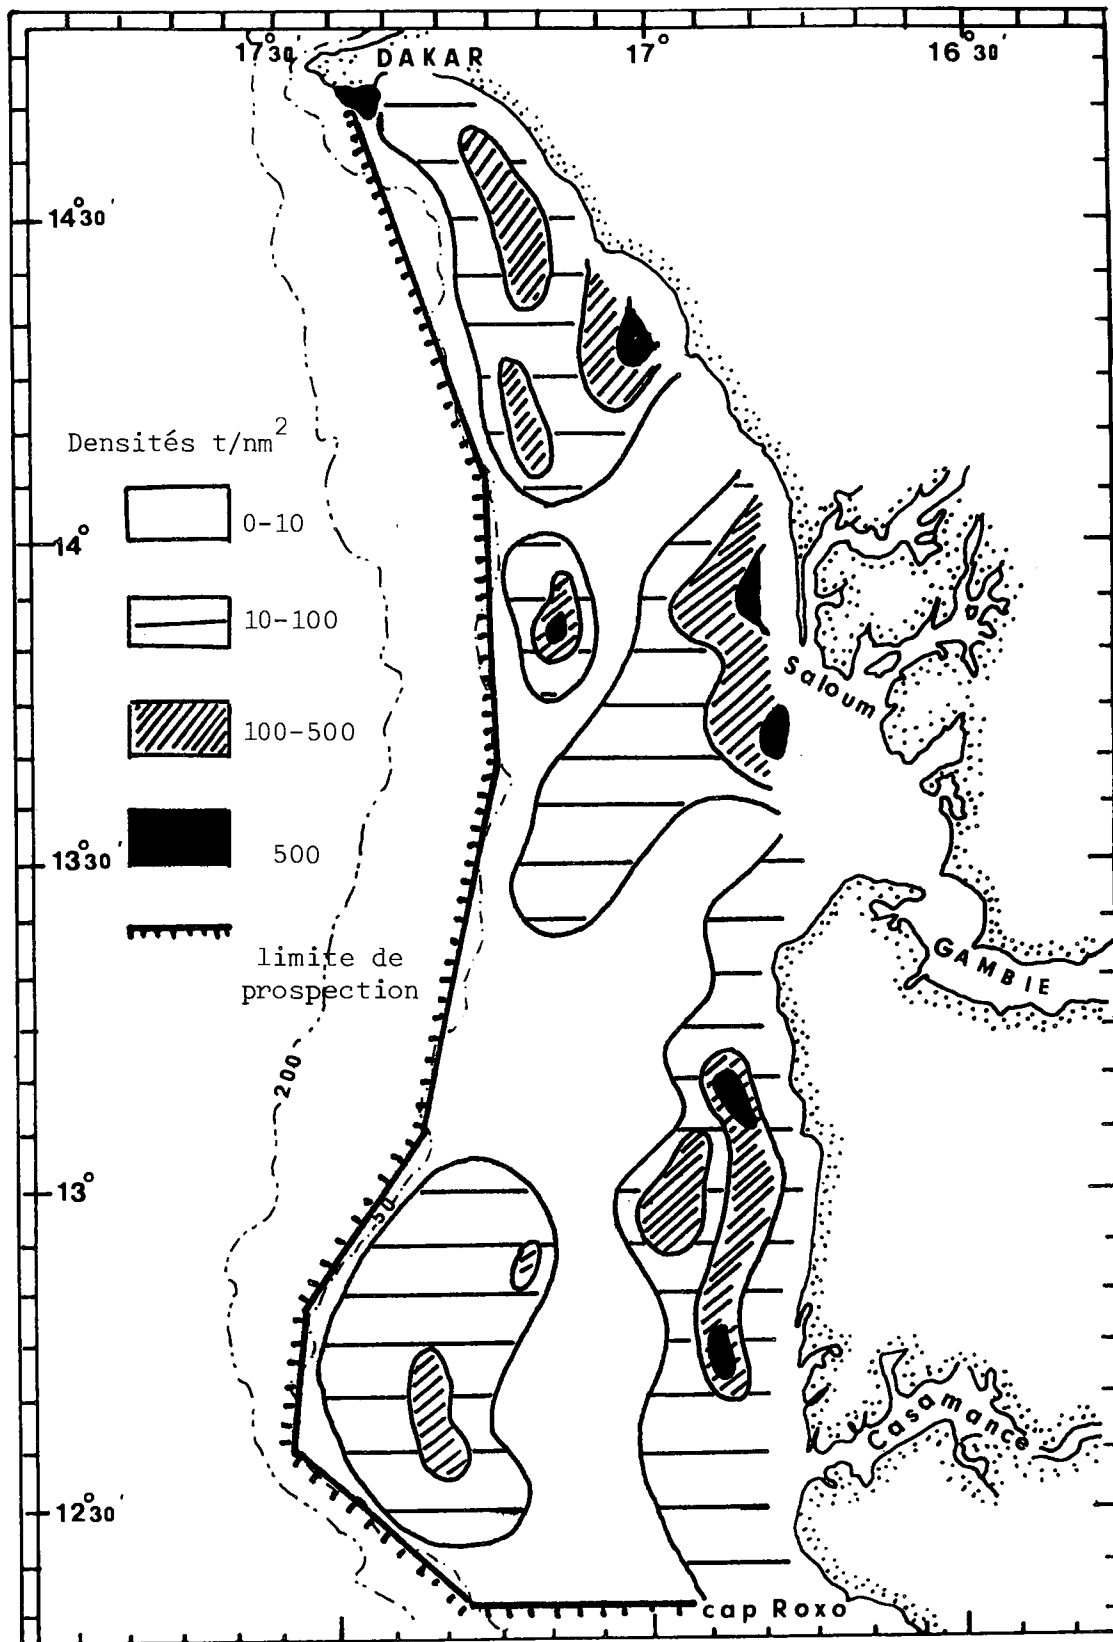 17°30'
17°
16°30'
DAKAR
14°30'
Densités t/nm²
0-10
14°
10-100
Saloum
100-500
500
13°30'
limite de
prospection
GAMBIE
200
13°
50
Casamance
12°30'
cap Roxo